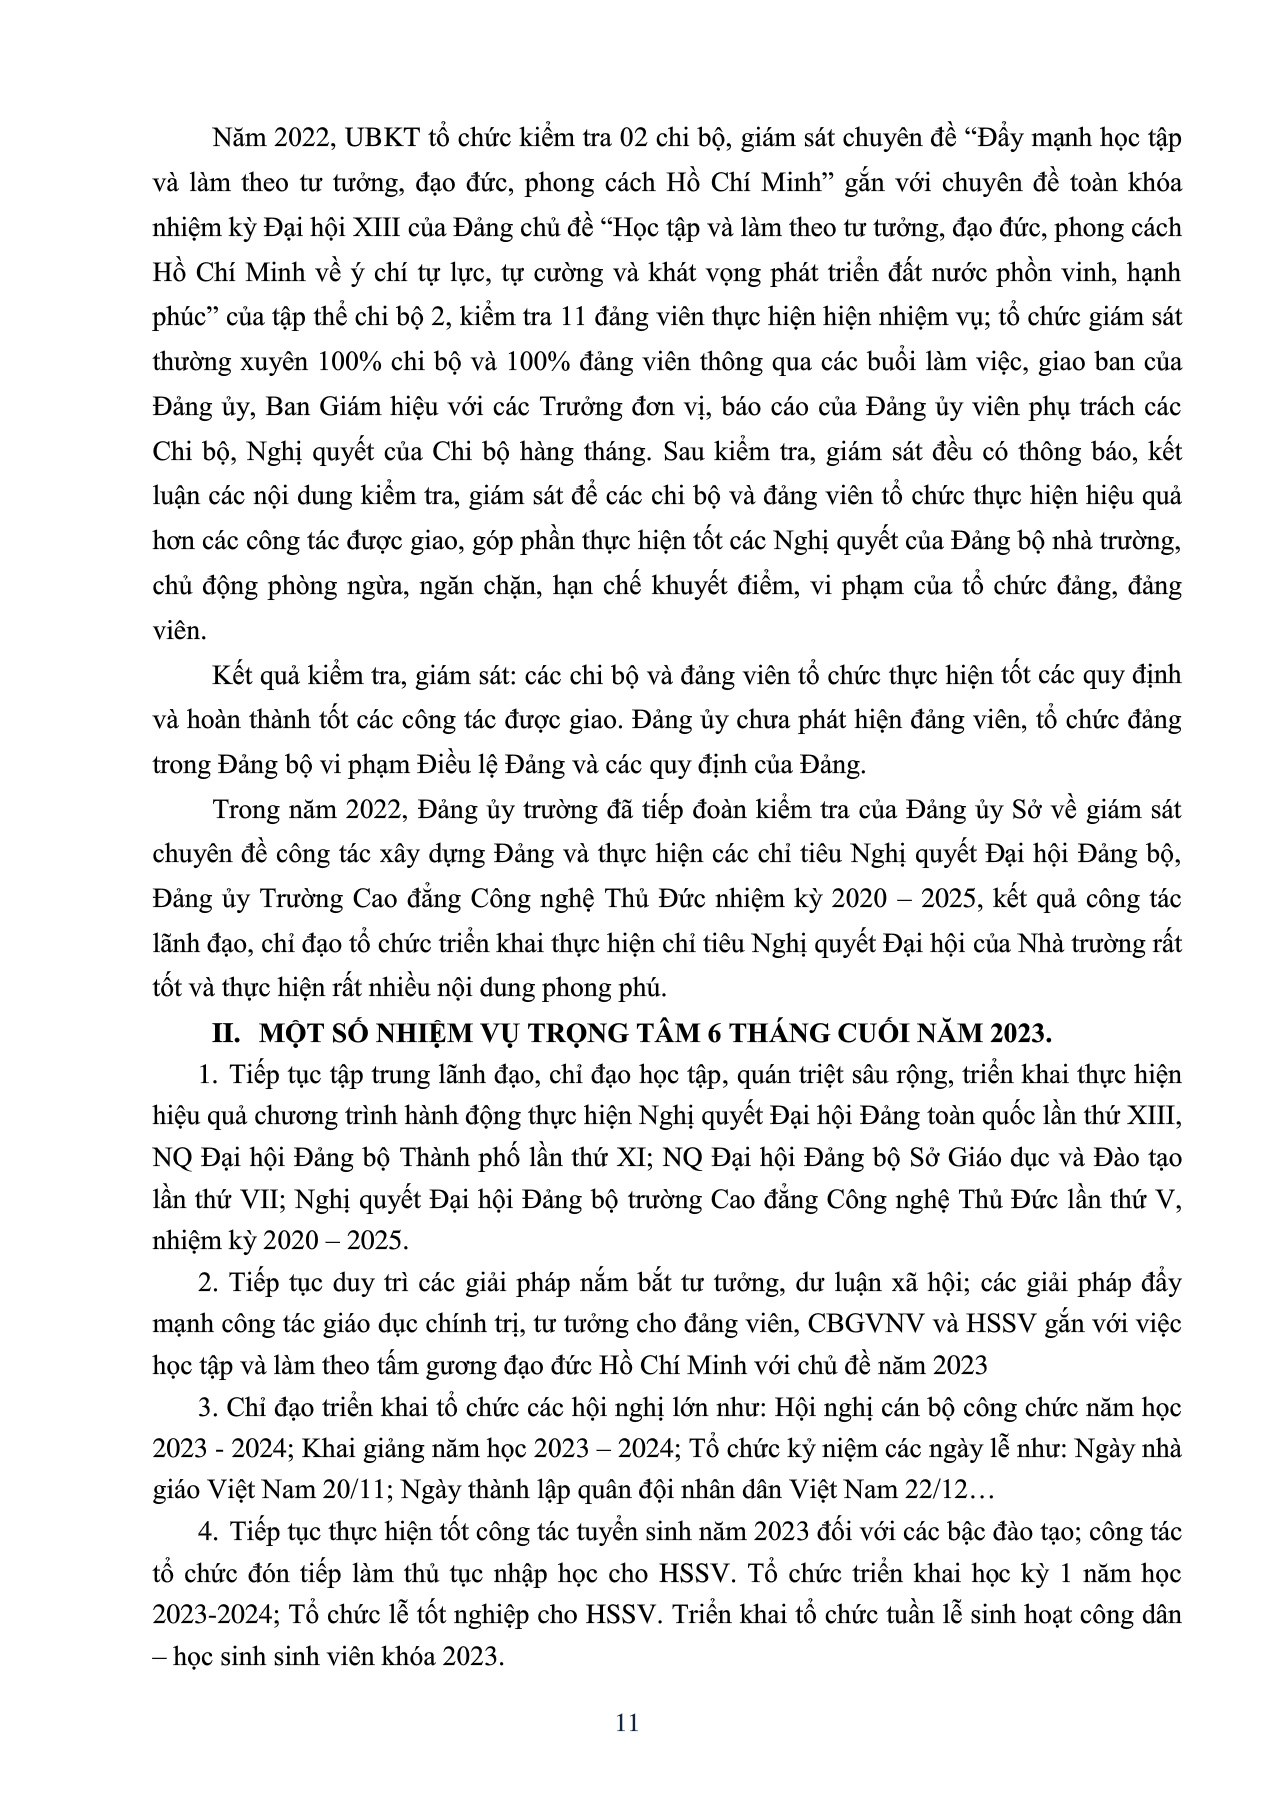 Năm 2022, UBKT tổ chức kiểm tra 02 chi bộ, giám sát chuyên đề “Đẩy mạnh học tập
và làm theo tư tưởng, đạo đức, phong cách Hồ Chí Minh” gắn với chuyên đề toàn khóa
nhiệm kỳ Đại hội XIII của Đảng chủ đề “Học tập và làm theo tư tưởng, đạo đức, phong cách
Hồ Chí Minh về ý chí tự lực, tự cường và khát vọng phát triển đất nước phồn vinh, hạnh
phúc” của tập thể chi bộ 2, kiểm tra 11 đảng viên thực hiện hiện nhiệm vụ; tổ chức giám sát
thường xuyên 100% chi bộ và 100% đảng viên thông qua các buổi làm việc, giao ban của
Đảng ủy, Ban Giám hiệu với các Trưởng đơn vị, báo cáo của Đảng ủy viên phụ trách các
Chi bộ, Nghị quyết của Chi bộ hàng tháng. Sau kiểm tra, giám sát đều có thông báo, kết
luận các nội dung kiểm tra, giám sát để các chi bộ và đảng viên tổ chức thực hiện hiệu quả
hơn các công tác được giao, góp phần thực hiện tốt các Nghị quyết của Đảng bộ nhà trường,
chủ động phòng ngừa, ngăn chặn, hạn chế khuyết điểm, vi phạm của tổ chức đảng, đảng
viên.
Kết quả kiểm tra, giám sát: các chi bộ và đảng viên tổ chức thực hiện tốt các quy định
và hoàn thành tốt các công tác được giao. Đảng ủy chưa phát hiện đảng viên, tổ chức đảng
trong Đảng bộ vi phạm Điều lệ Đảng và các quy định của Đảng.
Trong năm 2022, Đảng ủy trường đã tiếp đoàn kiểm tra của Đảng ủy Sở về giám sát
chuyên đề công tác xây dựng Đảng và thực hiện các chỉ tiêu Nghị quyết Đại hội Đảng bộ,
Đảng ủy Trường Cao đẳng Công nghệ Thủ Đức nhiệm kỳ 2020 – 2025, kết quả công tác
lãnh đạo, chỉ đạo tổ chức triển khai thực hiện chỉ tiêu Nghị quyết Đại hội của Nhà trường rất
tốt và thực hiện rất nhiều nội dung phong phú.
II. MỘT SỐ NHIỆM VỤ TRỌNG TÂM 6 THÁNG CUỐI NĂM 2023.
1. Tiếp tục tập trung lãnh đạo, chỉ đạo học tập, quán triệt sâu rộng, triển khai thực hiện
hiệu quả chương trình hành động thực hiện Nghị quyết Đại hội Đảng toàn quốc lần thứ XIII,
NQ Đại hội Đảng bộ Thành phố lần thứ XI; NQ Đại hội Đảng bộ Sở Giáo dục và Đào tạo
lần thứ VII; Nghị quyết Đại hội Đảng bộ trường Cao đẳng Công nghệ Thủ Đức lần thứ V,
nhiệm kỳ 2020 – 2025.
2. Tiếp tục duy trì các giải pháp nắm bắt tư tưởng, dư luận xã hội; các giải pháp đẩy
mạnh công tác giáo dục chính trị, tư tưởng cho đảng viên, CBGVNV và HSSV gắn với việc
học tập và làm theo tấm gương đạo đức Hồ Chí Minh với chủ đề năm 2023
3. Chỉ đạo triển khai tổ chức các hội nghị lớn như: Hội nghị cán bộ công chức năm học
2023 - 2024; Khai giảng năm học 2023 – 2024; Tổ chức kỷ niệm các ngày lễ như: Ngày nhà
giáo Việt Nam 20/11; Ngày thành lập quân đội nhân dân Việt Nam 22/12…
4. Tiếp tục thực hiện tốt công tác tuyển sinh năm 2023 đối với các bậc đào tạo; công tác
tổ chức đón tiếp làm thủ tục nhập học cho HSSV. Tổ chức triển khai học kỳ 1 năm học
2023-2024; Tổ chức lễ tốt nghiệp cho HSSV. Triển khai tổ chức tuần lễ sinh hoạt công dân
– học sinh sinh viên khóa 2023.
11